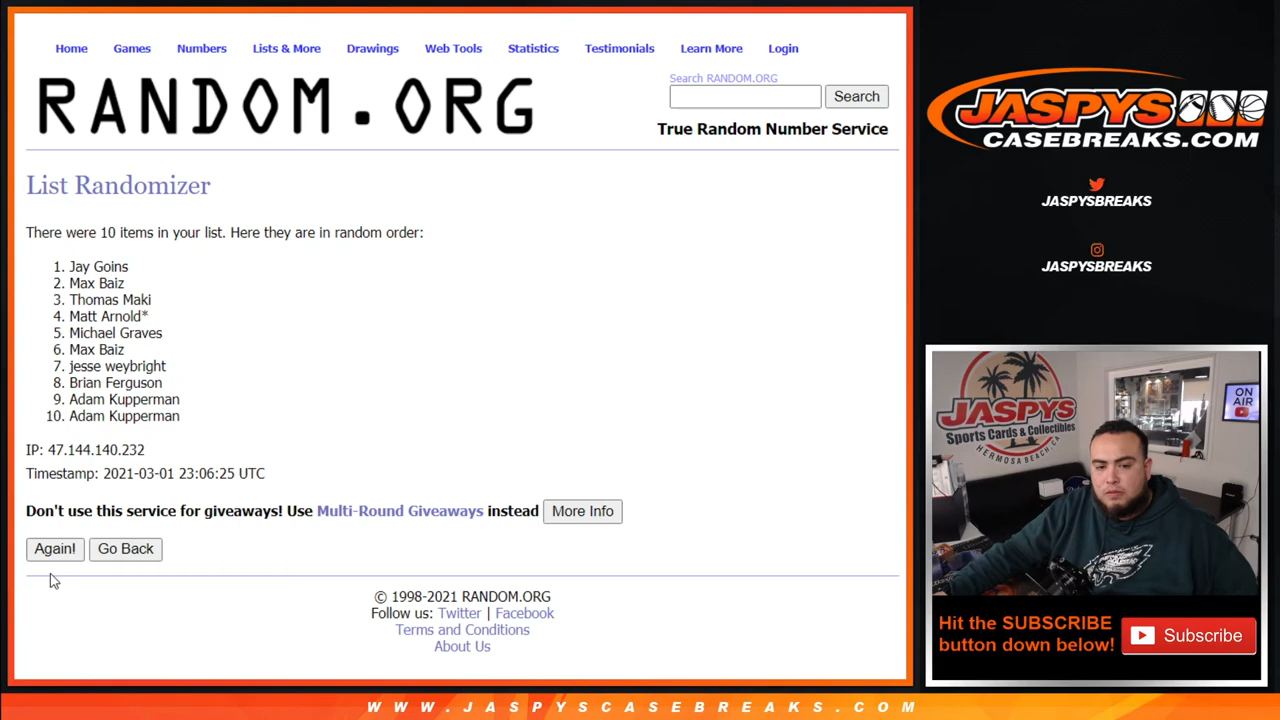 Home Games Numbers Lists & More Drawings Web Tools Statistics Testimonials Learn More Login
RANDOM.ORG
Search RANDOM.ORG
Search
True Random Number Service
List Randomizer
There were 10 items in your list. Here they are in random order:
1. Jay Goins
2. Max Baiz
3. Thomas Maki
4. Matt Arnold*
5. Michael Graves
6. Max Baiz
7. jesse weybright
8. Brian Ferguson
9. Adam Kupperman
10. Adam Kupperman
IP: 47.144.140.232
Timestamp: 2021-03-01 23:06:25 UTC
Don't use this service for giveaways! Use Multi-Round Giveaways instead More Info
Again! Go Back
© 1998-2021 RANDOM.ORG
Follow us: Twitter | Facebook
Terms and Conditions
About Us
JASPYS
CASEBREAKS.COM
JASPYSBREAKS
JASPYSBREAKS
JASPYS
Sports Cards & Collectibles
HERMOSA BEACH, CA
ON
AIR
Hit the SUBSCRIBE
button down below!
Subscribe
WWW.JASPYSCASEBREAKS.COM